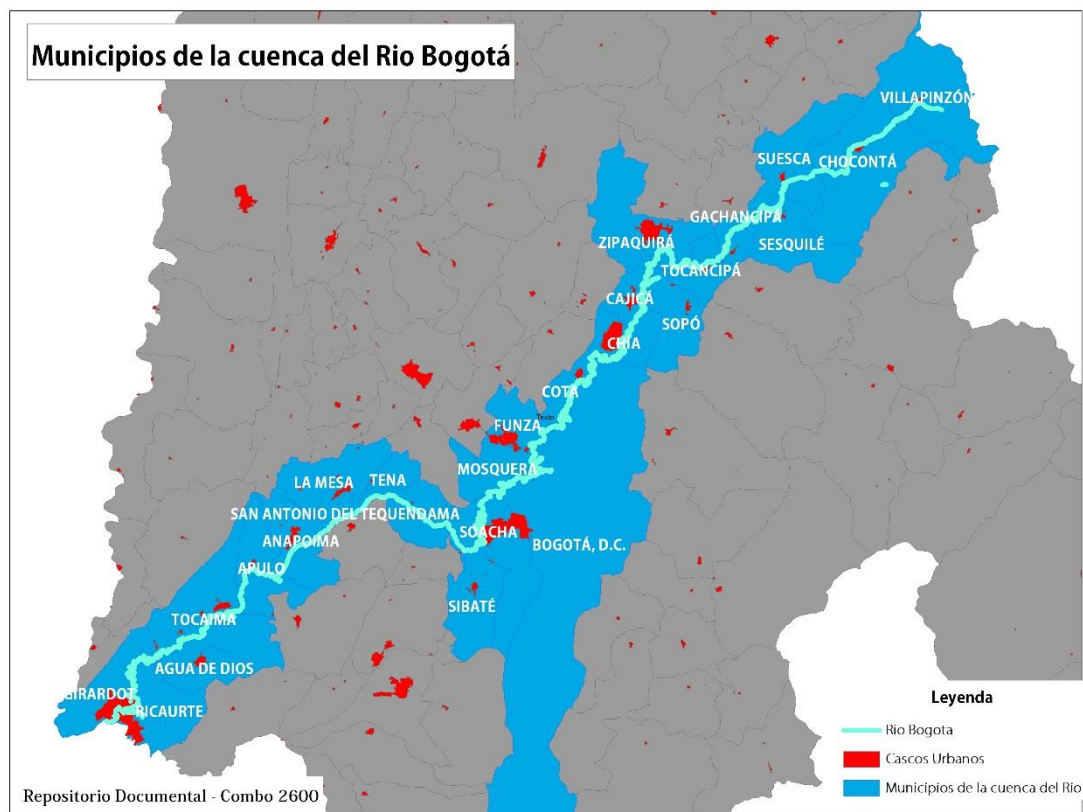 Municipios de la cuenca del Rio Bogotá
VILLAPINZÓN
SUESCA
CHOCONTÁ
GACHANCIPÁ
ZIPAQUIRÁ
SESQUILÉ
TOCANCIPÁ
CAJICÁ
SOPÓ
CHIA
COTA
Texto
FUNZA
MOSQUERA
LA MESA
TENA
SAN ANTONIO DEL TEQUENDAMA
SOACHA
ANAPOIMA
BOGOTÁ, D.C.
APULO
SIBATÉ
TOCAIMA
AGUA DE DIOS
GIRARDOT
RICAURTE
Leyenda
Rio Bogota
Cascos Urbanos
Municipios de la cuenca del Rio
Repositorio Documental - Combo 2600